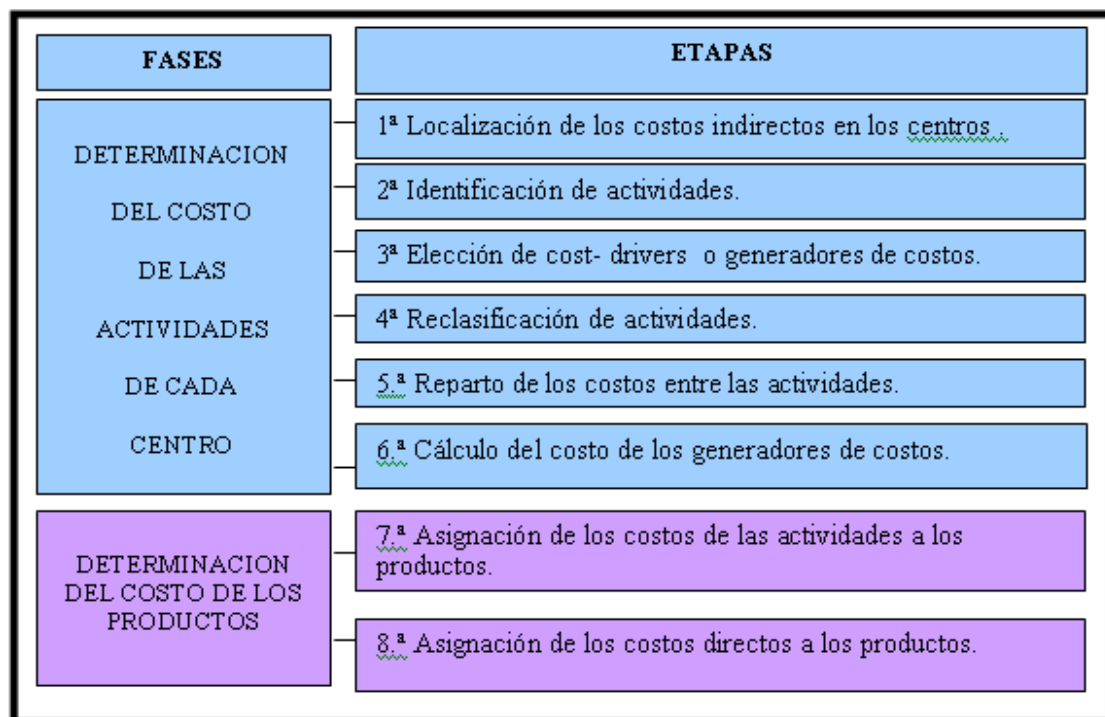 FASES
ETAPAS
DETERMINACION
DEL COSTO
DE LAS
ACTIVIDADES
DE CADA
CENTRO
1ª Localización de los costos indirectos en los centros .
2ª Identificación de actividades.
3ª Elección de cost- drivers o generadores de costos.
4ª Reclasificación de actividades.
5.ª Reparto de los costos entre las actividades.
6.ª Cálculo del costo de los generadores de costos.
DETERMINACION
DEL COSTO DE LOS
PRODUCTOS
7.ª Asignación de los costos de las actividades a los
productos.
8.ª Asignación de los costos directos a los productos.